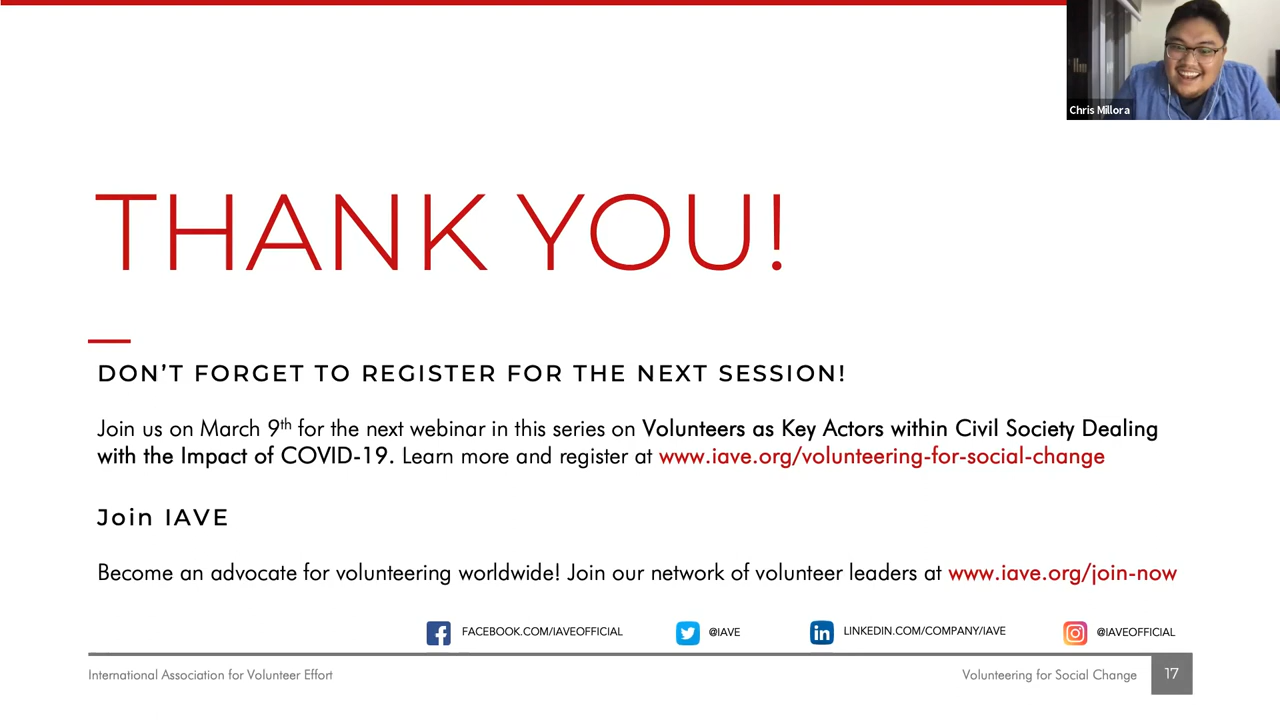 Chris Millora
THANK YOU!
DON'T FORGET TO REGISTER FOR THE NEXT SESSION!
Join us on March 9th for the next webinar in this series on Volunteers as Key Actors within Civil Society Dealing
with the Impact of COVID-19. Learn more and register at www.iave.org/volunteering-for-social-change
Join IAVE
Become an advocate for volunteering worldwide! Join our network of volunteer leaders at www.iave.org/join-now
FACEBOOK.COM/IAVEOFFICIAL @IAVE LINKEDIN.COM/COMPANY/IAVE @IAVEOFFICIAL
International Association for Volunteer Effort Volunteering for Social Change 17